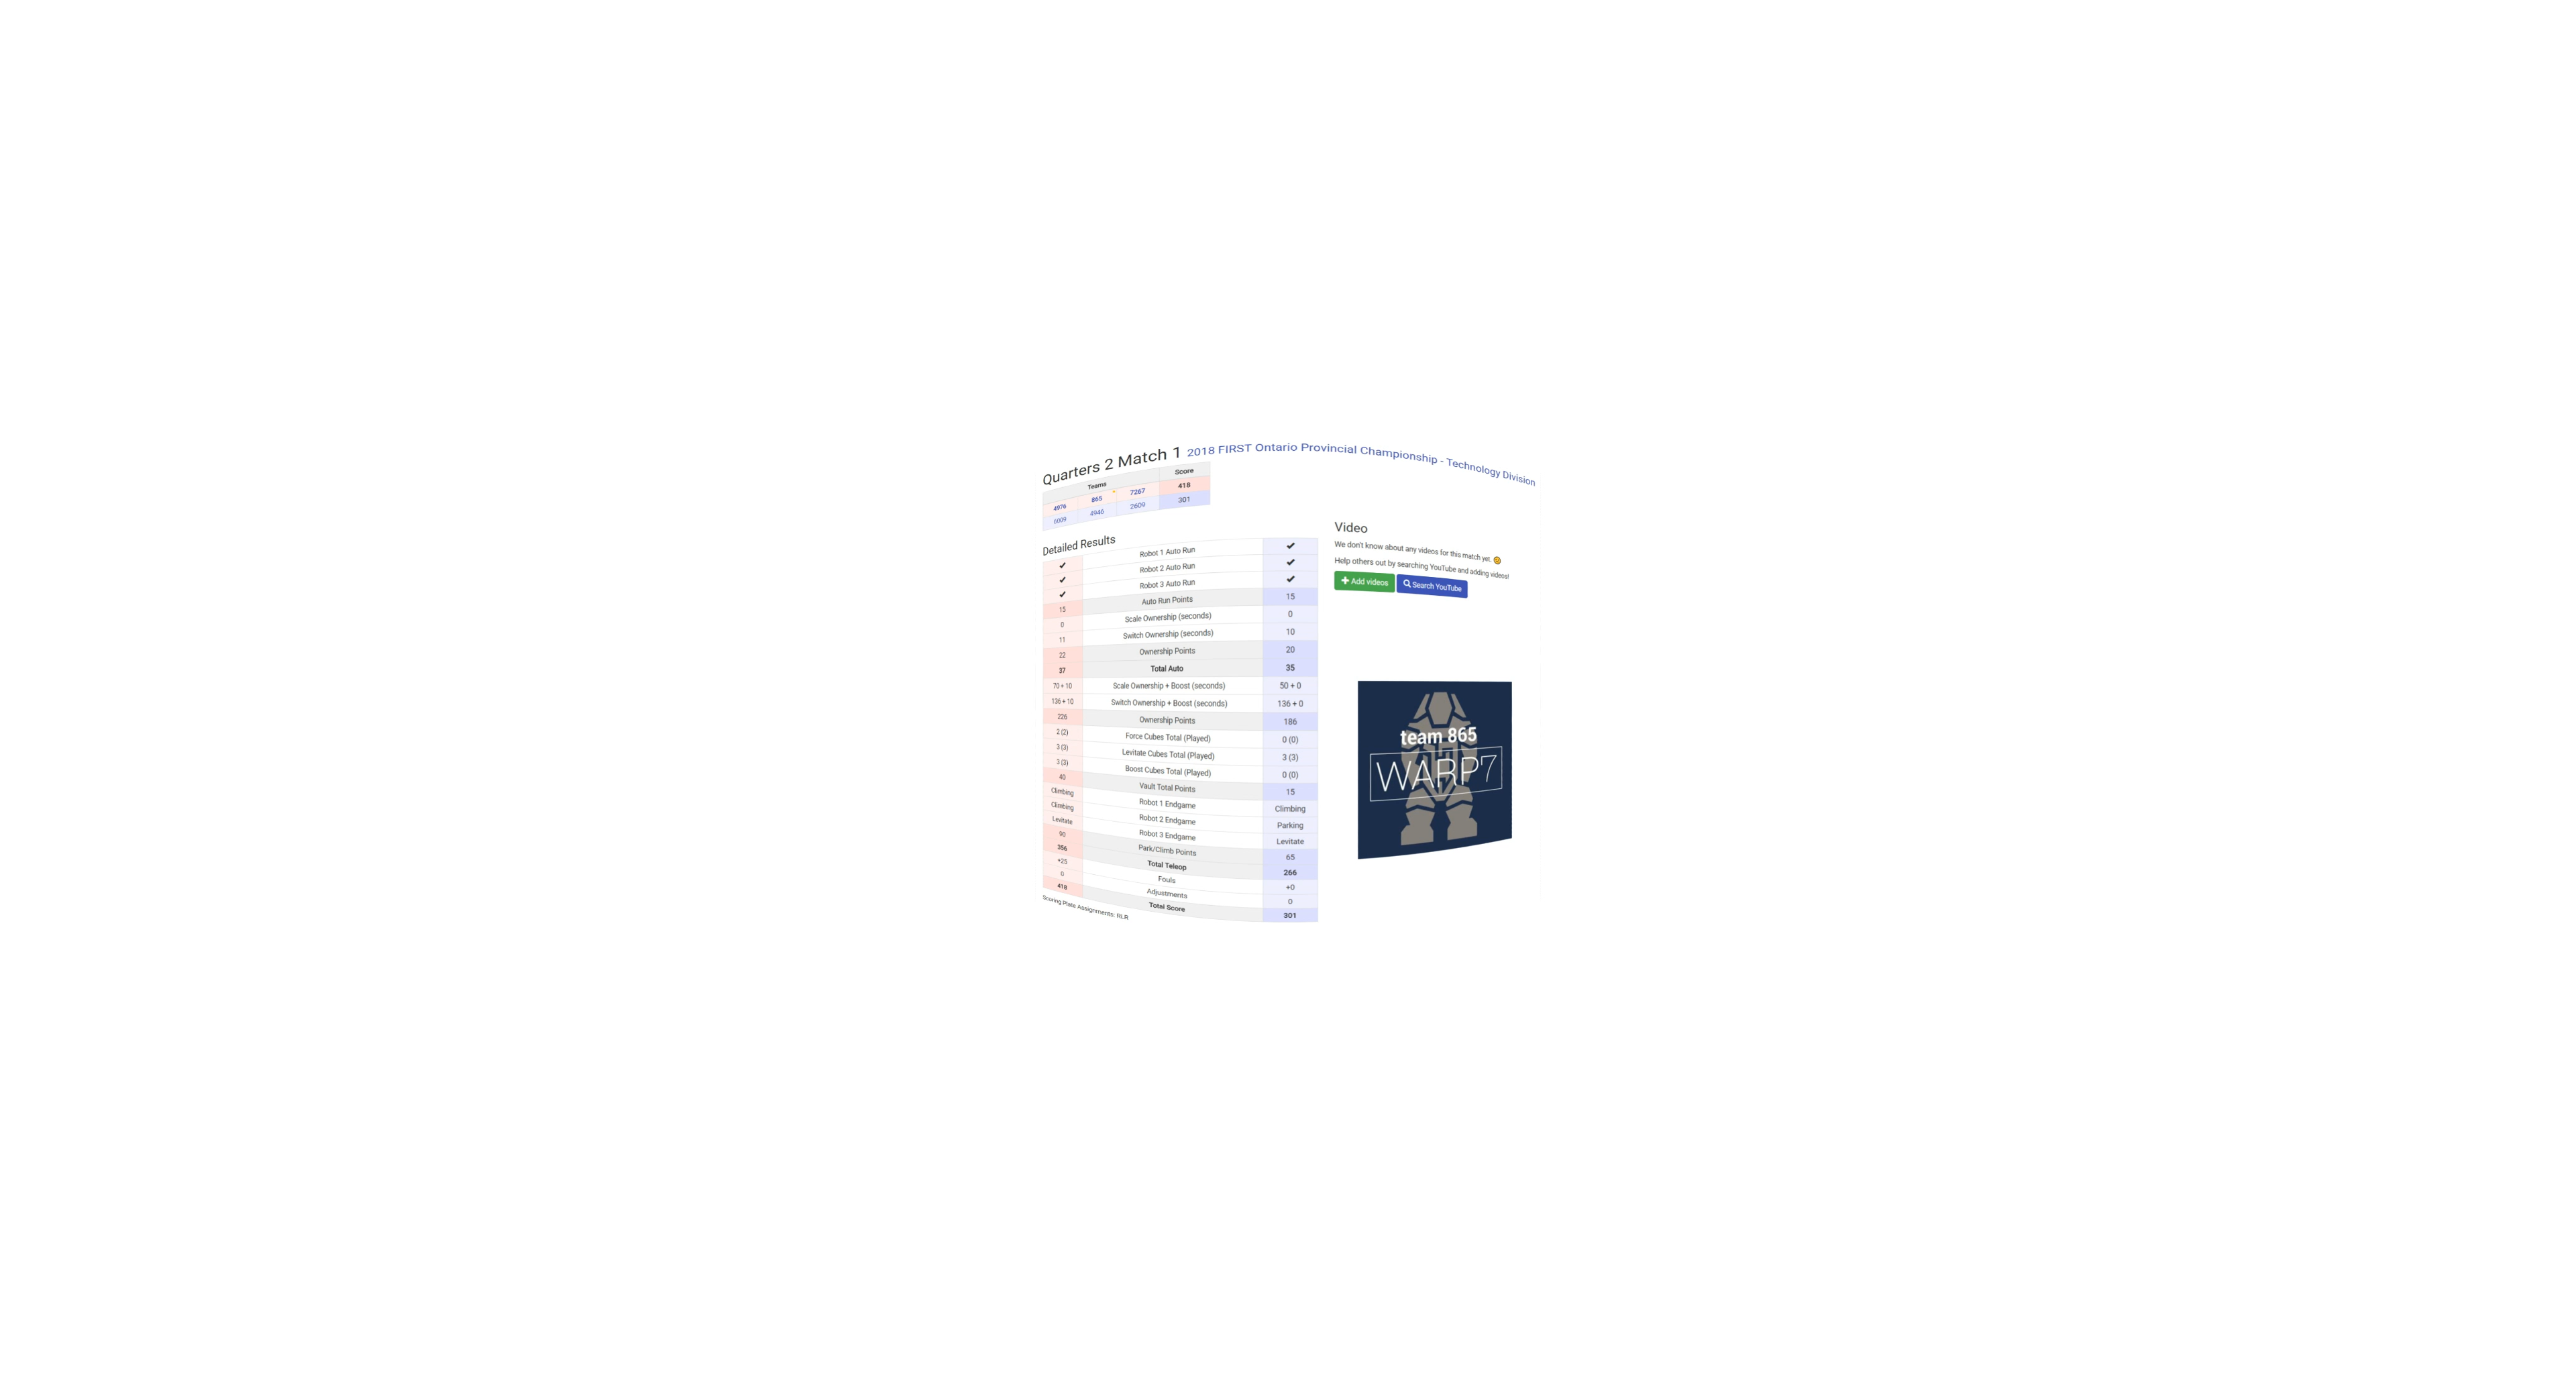 Quarters 2 Match 1 2018 FIRST Ontario Provincial Championship - Technology Division
Teams Score
4976 865 7267 418
6009 4946 2609 301
Detailed Results
Robot 1 Auto Run
Robot 2 Auto Run
Robot 3 Auto Run
15 Auto Run Points 15
0 Scale Ownership (seconds) 0
11 Switch Ownership (seconds) 10
22 Ownership Points 20
37 Total Auto 35
70 + 10 Scale Ownership + Boost (seconds) 50 + 0
136 + 10 Switch Ownership + Boost (seconds) 136 + 0
226 Ownership Points 186
2 (2) Force Cubes Total (Played) 0 (0)
3 (3) Levitate Cubes Total (Played) 3 (3)
3 (3) Boost Cubes Total (Played) 0 (0)
40 Vault Total Points 15
Climbing Robot 1 Endgame Climbing
Climbing Robot 2 Endgame Parking
Levitate Robot 3 Endgame Levitate
90 Park/Climb Points 65
356 Total Teleop 266
+25 Fouls +0
0 Adjustments 0
418 Total Score 301
Scoring Plate Assignments: RLR
Video
We don't know about any videos for this match yet.
Help others out by searching YouTube and adding videos!
Add videos Search YouTube
team 865
WARP7